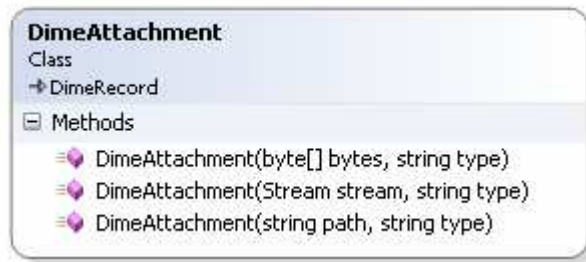 DimeAttachment
Class
DimeRecord
Methods
DimeAttachment(byte[] bytes, string type)
DimeAttachment(Stream stream, string type)
DimeAttachment(string path, string type)